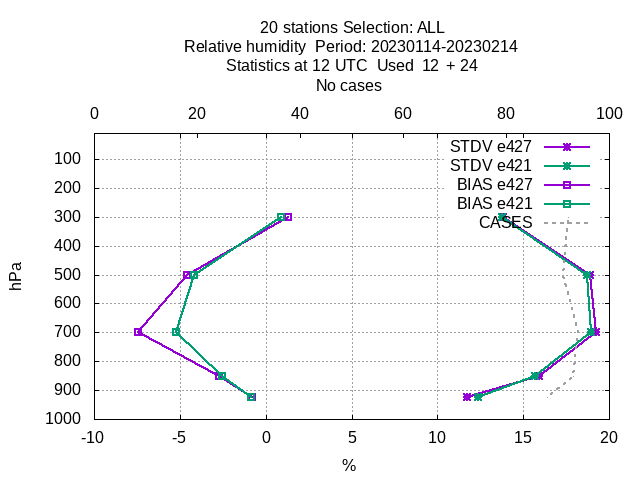 20 stations Selection: ALL
Relative humidity  Period: 20230114-20230214
Statistics at 12 UTC  Used  12  + 24
No cases
0 20 40 60 80 100
STDV e427
STDV e421
BIAS e427
BIAS e421
CASES
hPa
100
200
300
400
500
600
700
800
900
1000
-10 -5 0 5 10 15 20
%